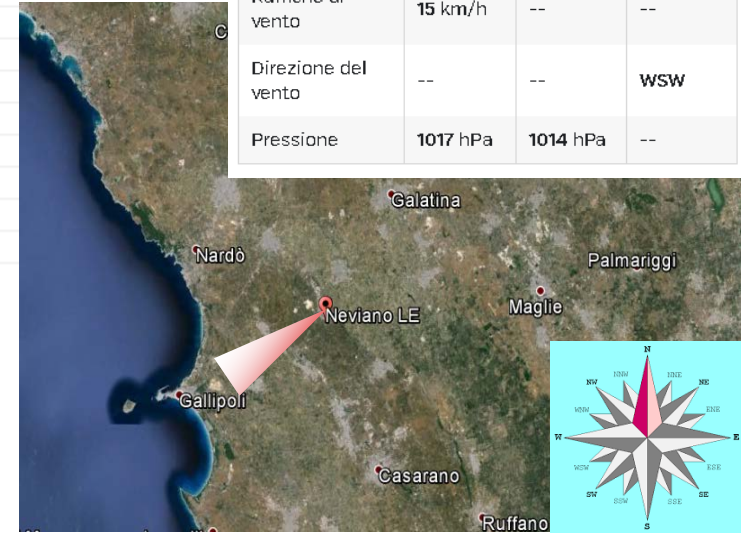 vento
15 km/h
--
--
Direzione del
vento
--
--
WSW
Pressione
1017 hPa
1014 hPa
--
C
Galatina
Nardò
Palmariggi
Neviano LE
Maglie
Gallipoli
Casarano
Ruffano
N
NNW
NNE
NW
NE
WNW
ENE
W
E
WSW
ESE
SW
SE
SSW
SSE
S